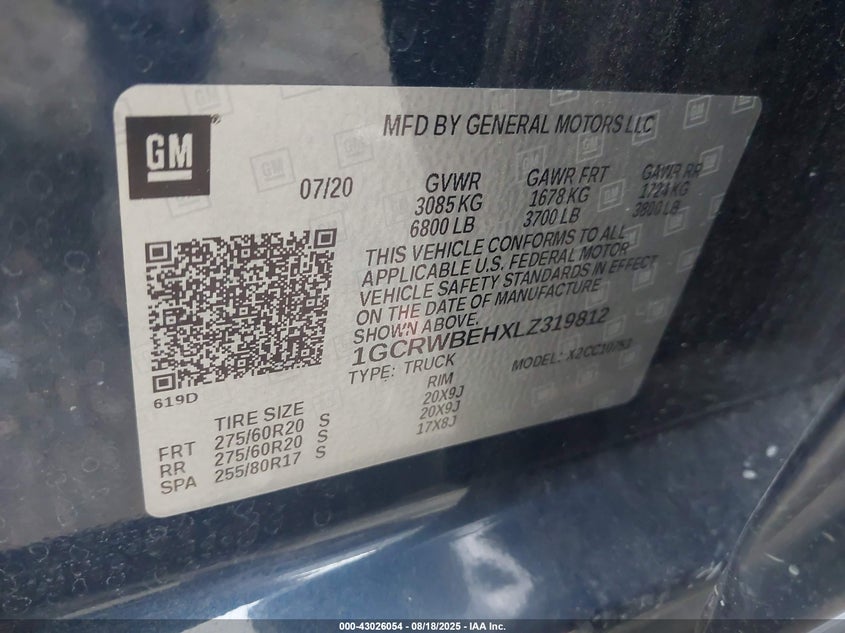 GM
MFD BY GENERAL MOTORS LLC
07/20
GVWR GAWR FRT GAWR RR
3085 KG 1678 KG 1724 KG
6800 LB 3700 LB 3800 LB
THIS VEHICLE CONFORMS TO ALL
APPLICABLE U.S. FEDERAL MOTOR
VEHICLE SAFETY STANDARDS IN EFFECT
ON THE DATE OF MANUFACTURE
SHOWN ABOVE.
1GCRWBEHXLZ319812
TYPE: TRUCK MODEL:
619D
TIRE SIZE RIM
FRT 275/60R20 S 20X9J
RR 275/60R20 S 20X9J
SPA 255/80R17 S 17X8J
000-43026054 - 08/18/2025 - IAA Inc.